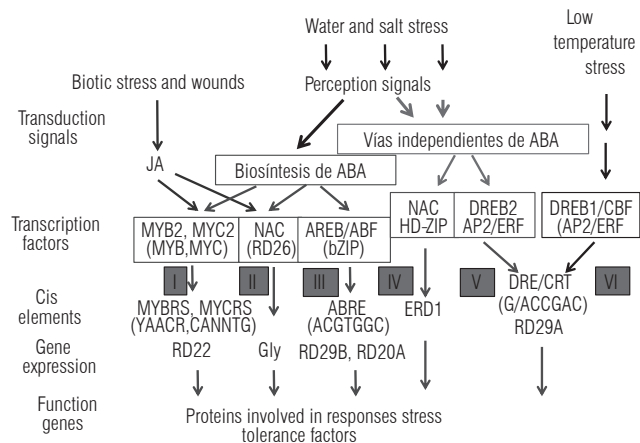 Water and salt stress
Low
temperature
stress
Biotic stress and wounds
Perception signals
Transduction
signals
Vías independientes de ABA
JA
Biosíntesis de ABA
Transcription
factors
MYB2, MYC2
(MYB,MYC)
NAC
(RD26)
AREB/ABF
(bZIP)
NAC
HD-ZIP
DREB2
AP2/ERF
DREB1/CBF
(AP2/ERF
I
II
III
IV
V
VI
Cis
elements
MYBRS, MYCRS
(YAACR,CANNTG)
ABRE
(ACGTGGC)
ERD1
DRE/CRT
(G/ACCGAC)
RD29A
Gene
expression
RD22
Gly
RD29B, RD20A
Function
genes
Proteins involved in responses stress
tolerance factors